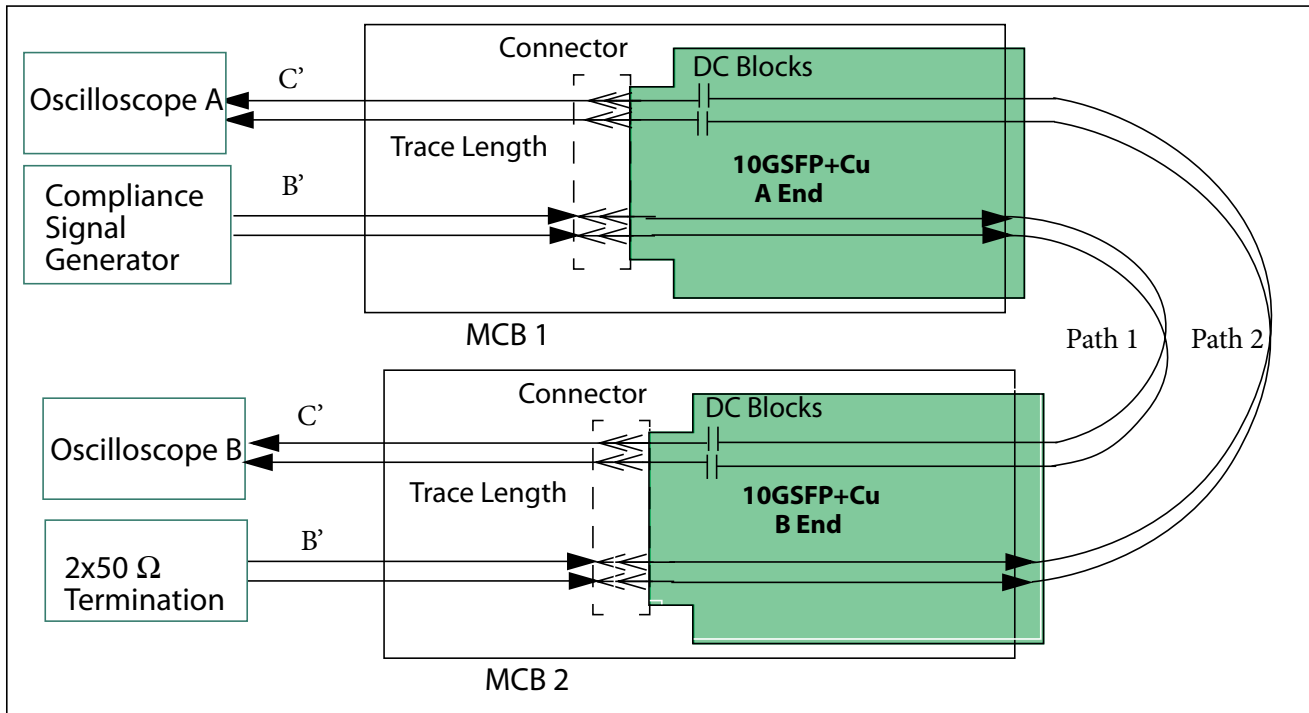 Connector
DC Blocks
Oscilloscope A
C’
Trace Length
10GSFP+Cu
A End
Compliance
Signal
Generator
B’
MCB 1
Path 1
Path 2
Connector
DC Blocks
Oscilloscope B
C’
Trace Length
10GSFP+Cu
B End
2x50 Ω
Termination
B’
MCB 2